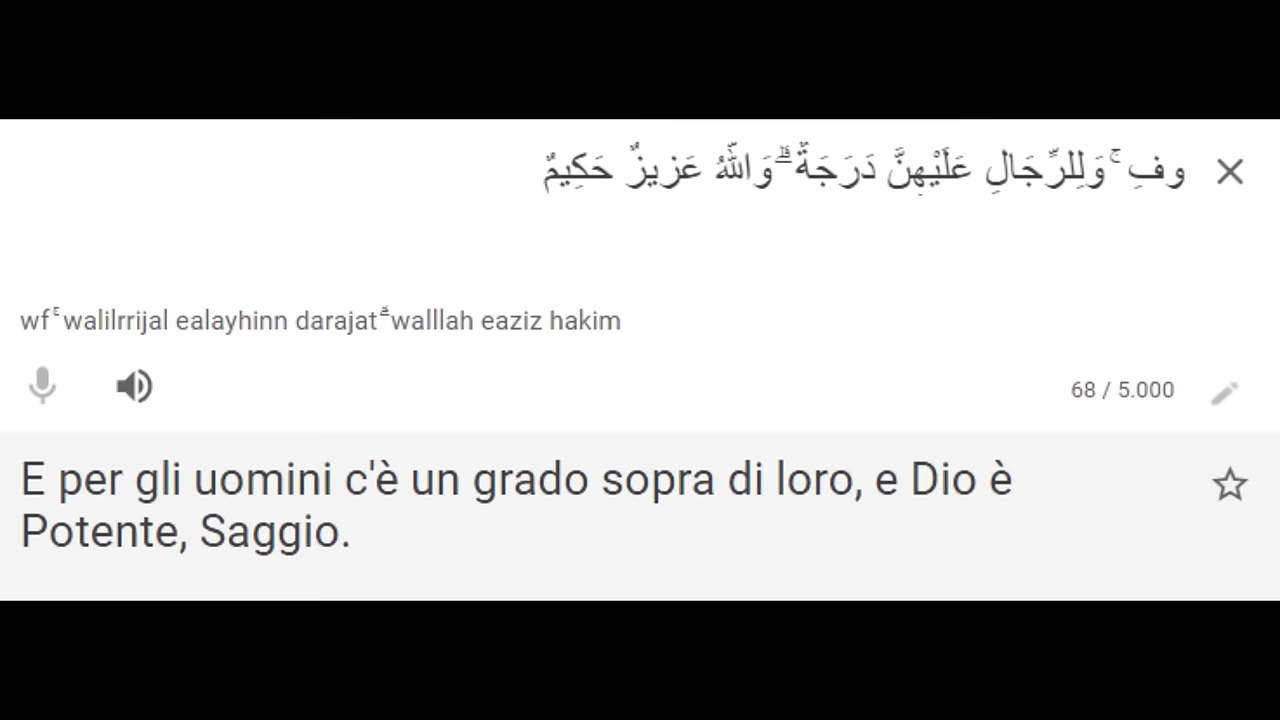 وفِ ۚ وَلِلرِّجَالِ عَلَيْهِنَّ دَرَجَةٌ ۗ وَاللَّهُ عَزِيزٌ حَكِيمٌ
wfۚ walilrrijal ealayhinn darajatۗ walllah eaziz hakim
68 / 5.000
E per gli uomini c'è un grado sopra di loro, e Dio è
Potente, Saggio.